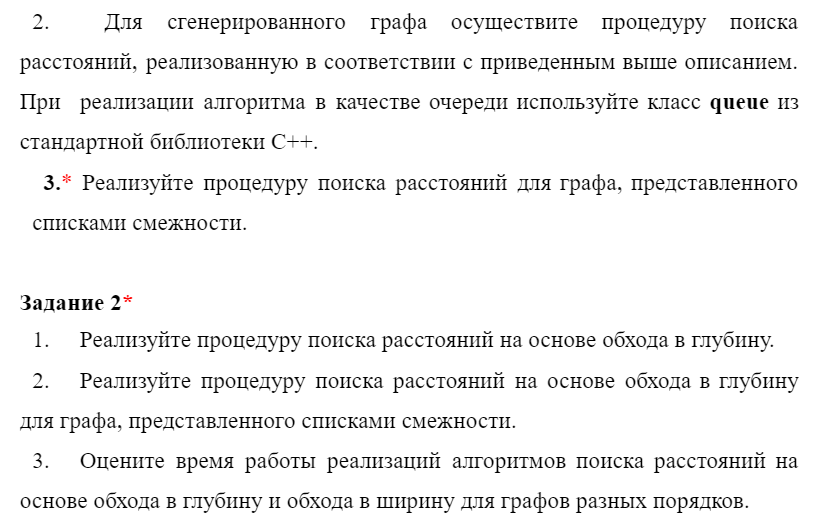 2. Для сгенерированного графа осуществите процедуру поиска
расстояний, реализованную в соответствии с приведенным выше описанием.
При реализации алгоритма в качестве очереди используйте класс queue из
стандартной библиотеки С++.
3.* Реализуйте процедуру поиска расстояний для графа, представленного
списками смежности.
Задание 2*
1. Реализуйте процедуру поиска расстояний на основе обхода в глубину.
2. Реализуйте процедуру поиска расстояний на основе обхода в глубину
для графа, представленного списками смежности.
3. Оцените время работы реализаций алгоритмов поиска расстояний на
основе обхода в глубину и обхода в ширину для графов разных порядков.